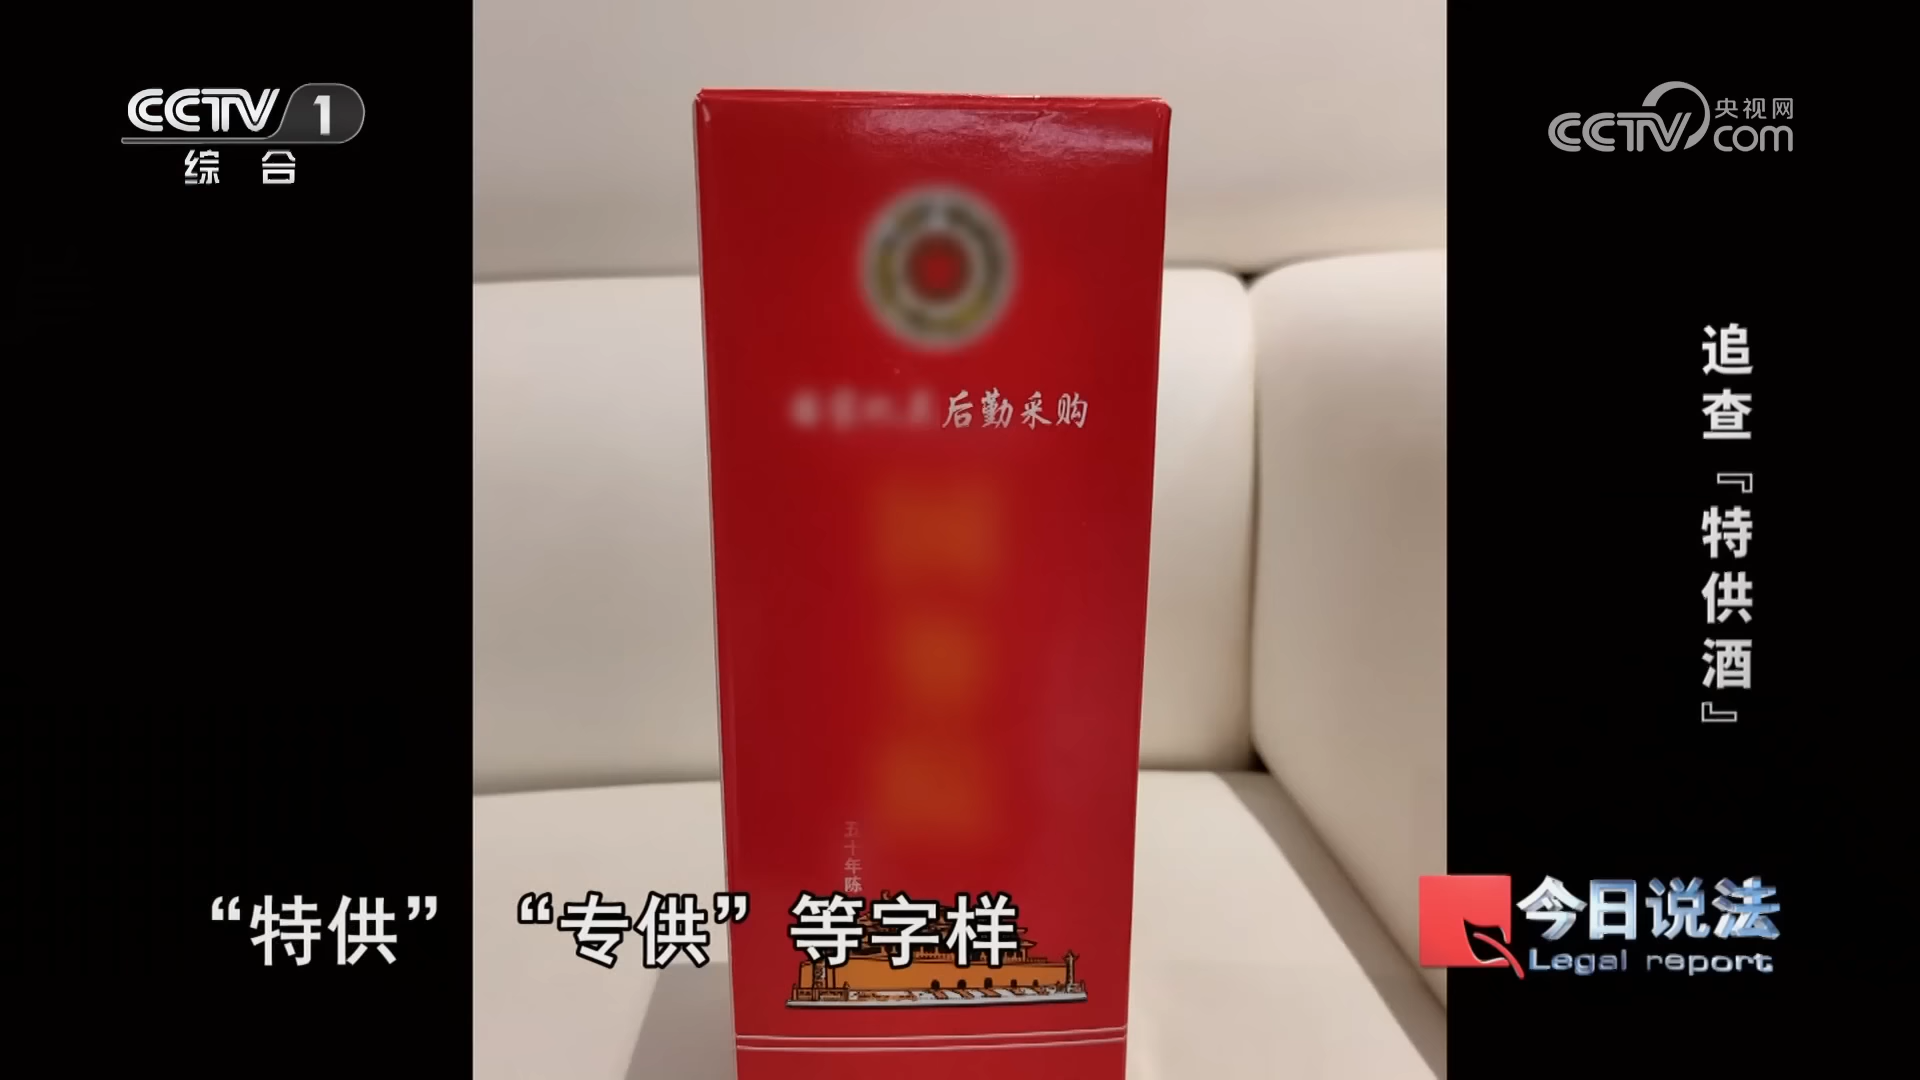 CCTV 1
综合
央视网
CCTV com
后勤采购
追查『特供酒』
五十年陈
“特供” “专供”等字样
今日说法
Legal report